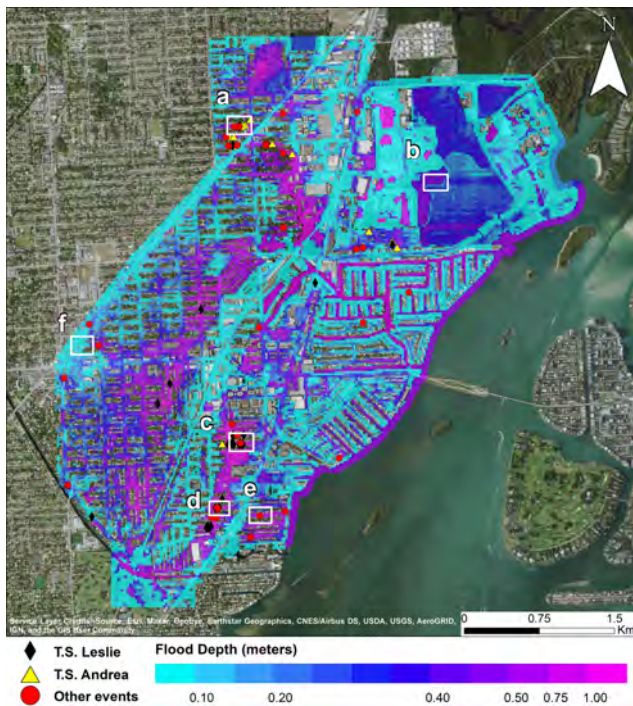 N
a
b
f
c
d
e
Service Layer Credits: Source: Esri, Maxar, GeoEye, Earthstar Geographics, CNES/Airbus DS, USDA, USGS, AeroGRID,
IGN, and the GIS User Community
0 0.75 1.5
Km
T.S. Leslie
T.S. Andrea
Other events
Flood Depth (meters)
0.10 0.20 0.40 0.50 0.75 1.00